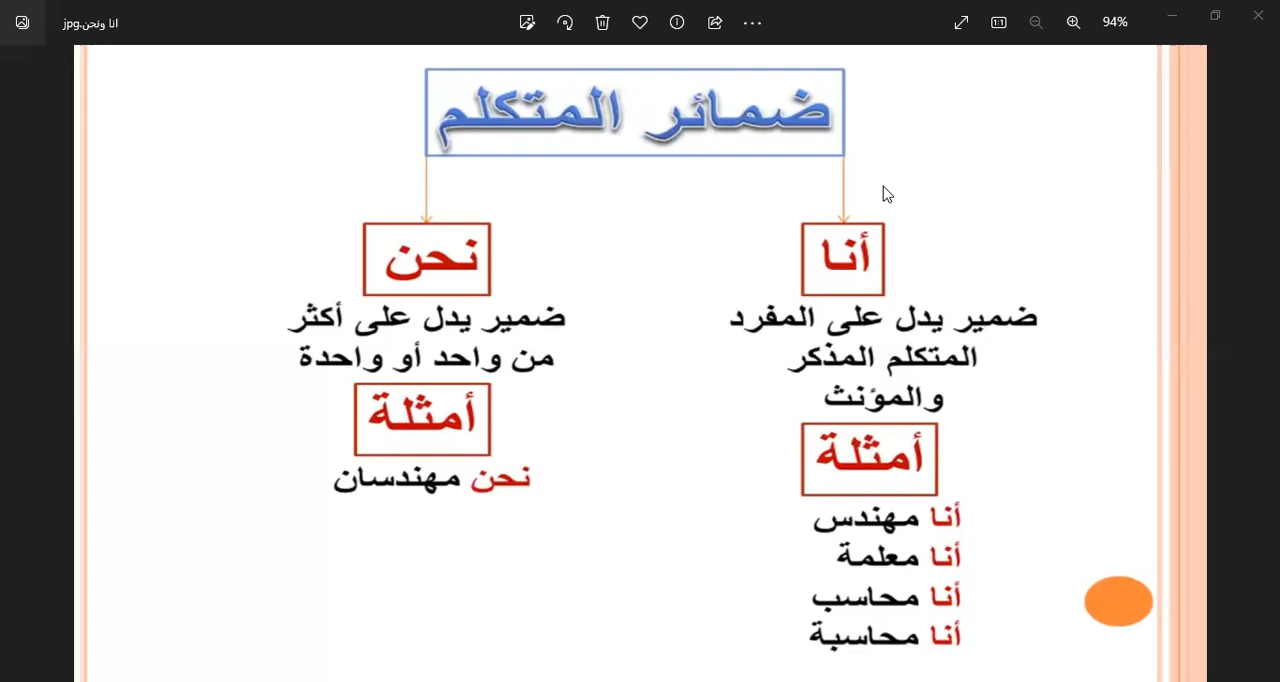 انا ونحن.jpg
94%
ضمائر المتكلم
أنا
ضمير يدل على المفرد
المتكلم المذكر
والمؤنث
أمثلة
أنا مهندس
أنا معلمة
أنا محاسب
أنا محاسبة
نحن
ضمير يدل على أكثر
من واحد أو واحدة
أمثلة
نحن مهندسان